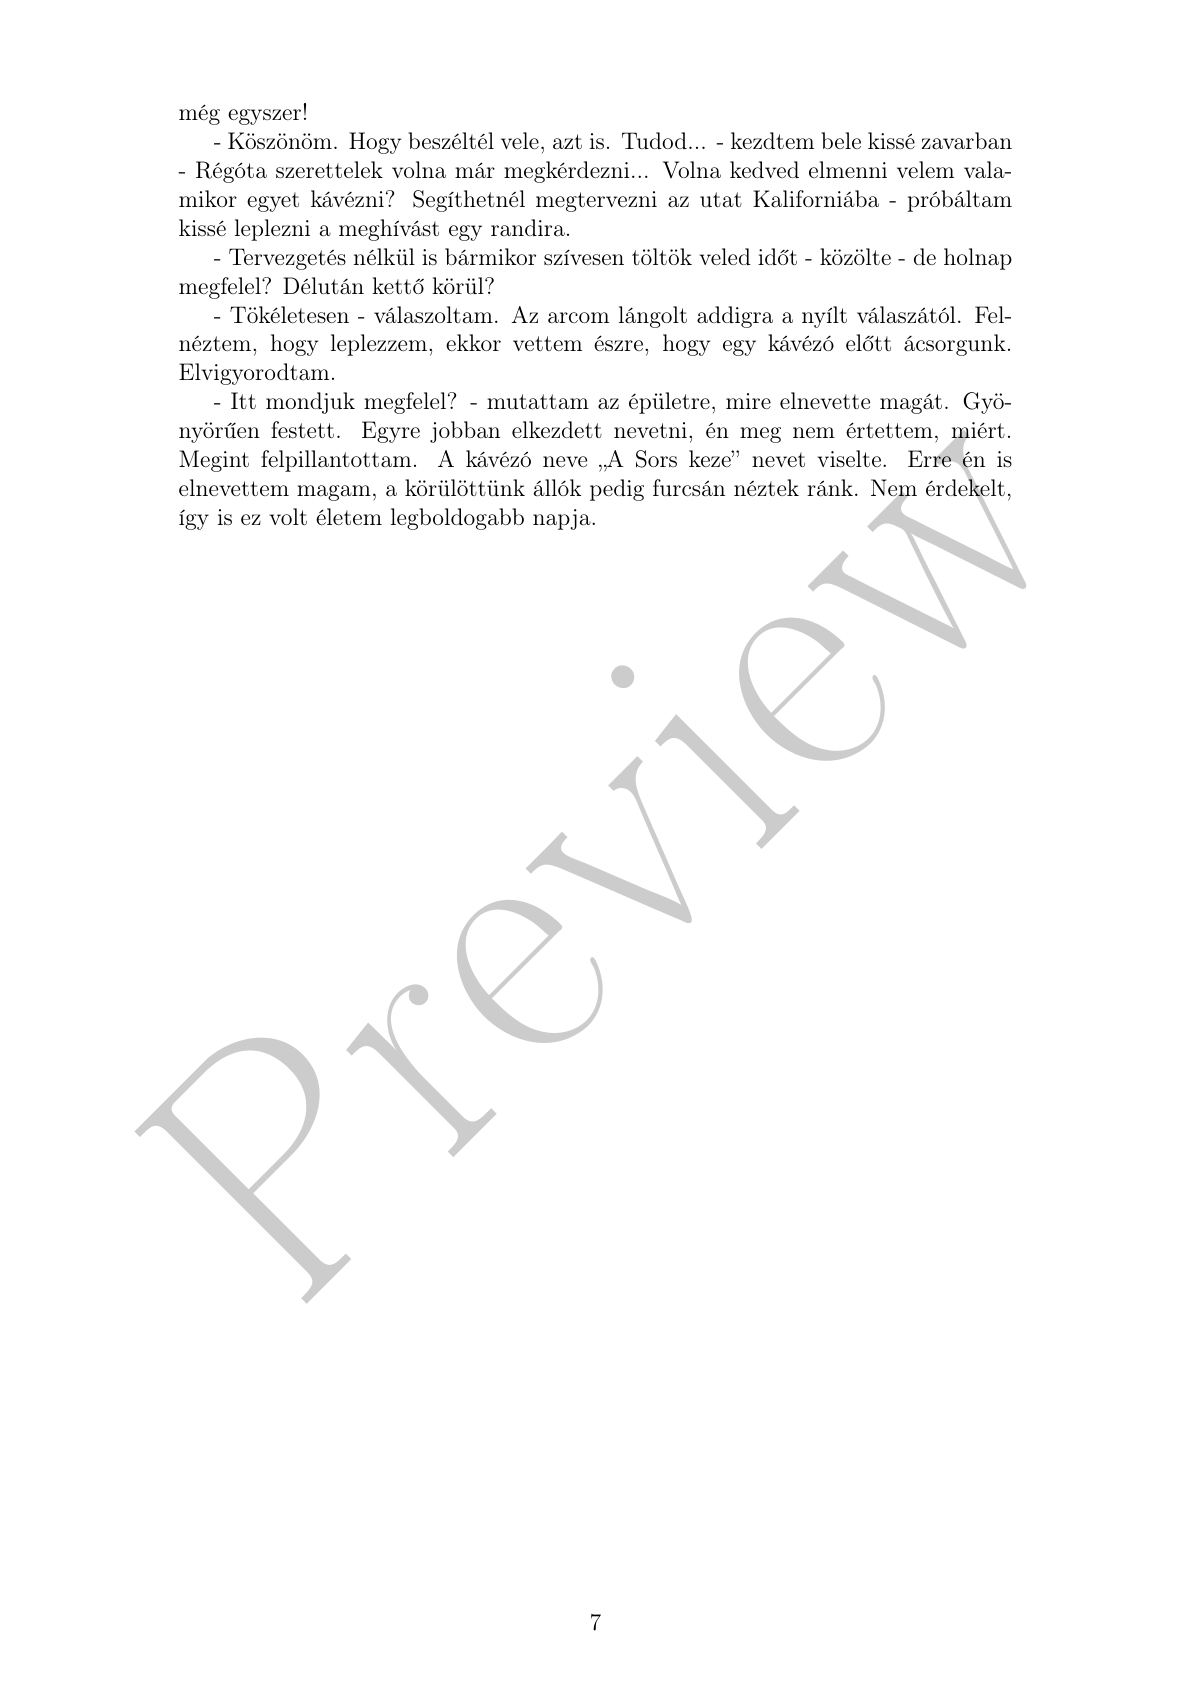 még egyszer!
- Köszönöm. Hogy beszéltél vele, azt is. Tudod... - kezdtem bele kissé zavarban
- Régóta szerettelek volna már megkérdezni... Volna kedved elmenni velem vala-
mikor egyet kávézni? Segíthetnél megtervezni az utat Kaliforniába - próbáltam
kissé leplezni a meghívást egy randira.
- Tervezgetés nélkül is bármikor szívesen töltök veled időt - közölte - de holnap
megfelel? Délután kettő körül?
- Tökéletesen - válaszoltam. Az arcom lángolt addigra a nyílt válaszától. Fel-
néztem, hogy leplezzem, ekkor vettem észre, hogy egy kávézó előtt ácsorgunk.
Elvigyorodtam.
- Itt mondjuk megfelel? - mutattam az épületre, mire elnevette magát. Gyö-
nyörűen festett. Egyre jobban elkezdett nevetni, én meg nem értettem, miért.
Megint felpillantottam. A kávézó neve „A Sors keze” nevet viselte. Erre én is
elnevettem magam, a körülöttünk állók pedig furcsán néztek ránk. Nem érdekelt,
így is ez volt életem legboldogabb napja.
Preview
7